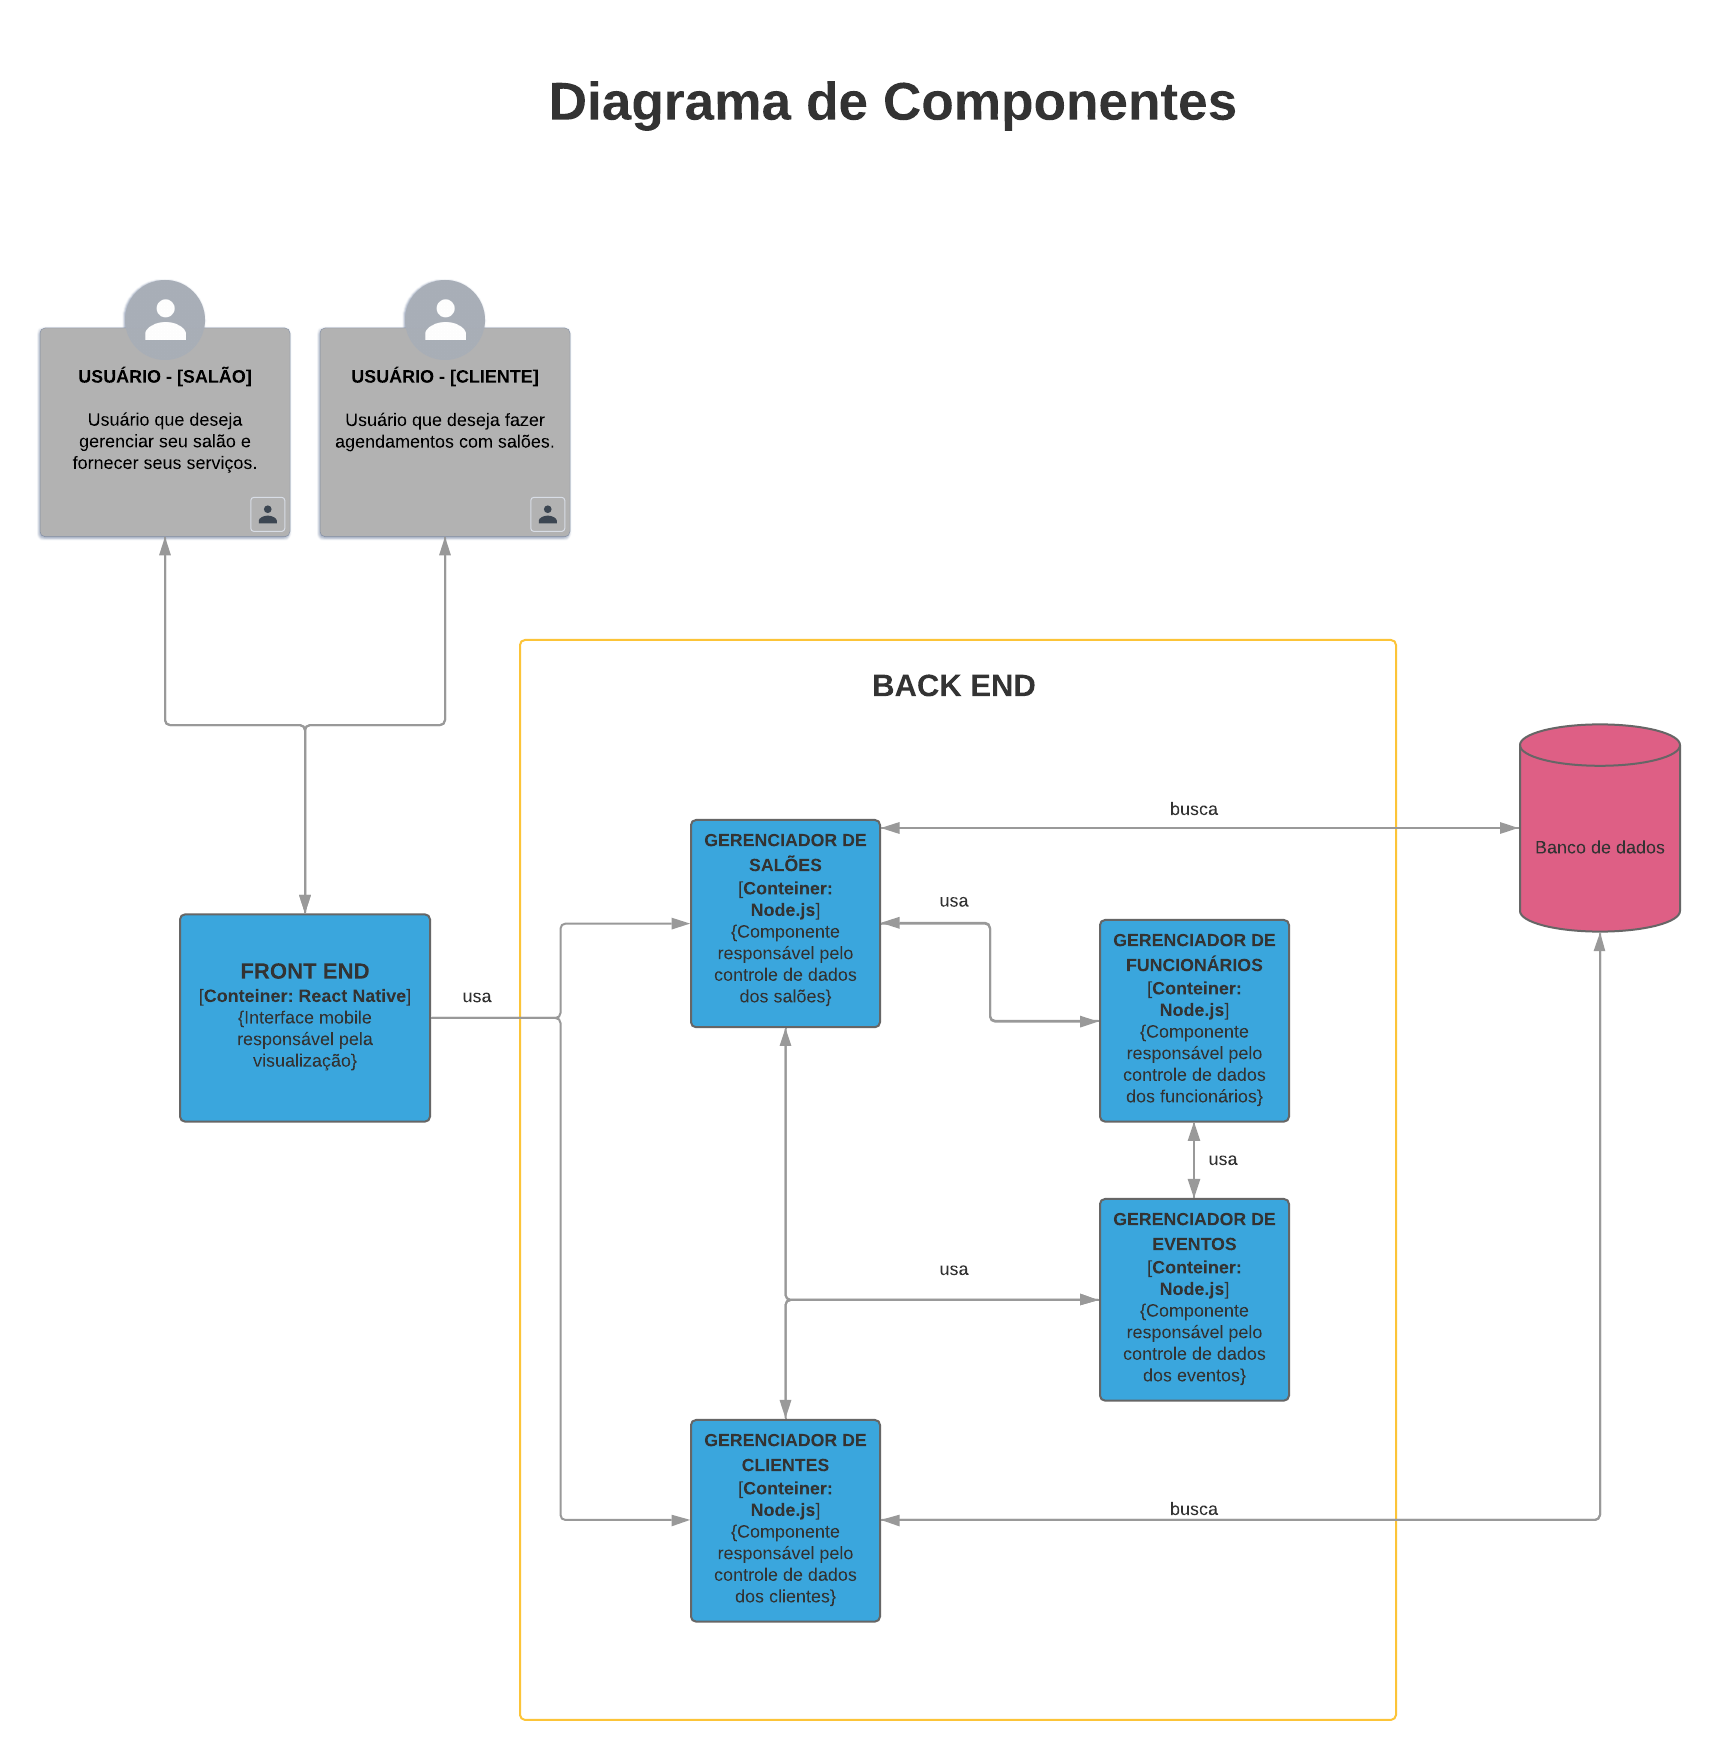 Diagrama de Componentes
USUÁRIO - [SALÃO]
Usuário que deseja
gerenciar seu salão e
fornecer seus serviços.
USUÁRIO - [CLIENTE]
Usuário que deseja fazer
agendamentos com salões.
BACK END
FRONT END
[Conteiner: React Native]
{Interface mobile
responsável pela
visualização}
usa
GERENCIADOR DE
SALÕES
[Conteiner:
Node.js]
{Componente
responsável pelo
controle de dados
dos salões}
busca
Banco de dados
usa
GERENCIADOR DE
FUNCIONÁRIOS
[Conteiner:
Node.js]
{Componente
responsável pelo
controle de dados
dos funcionários}
usa
GERENCIADOR DE
EVENTOS
[Conteiner:
Node.js]
{Componente
responsável pelo
controle de dados
dos eventos}
usa
GERENCIADOR DE
CLIENTES
[Conteiner:
Node.js]
{Componente
responsável pelo
controle de dados
dos clientes}
busca